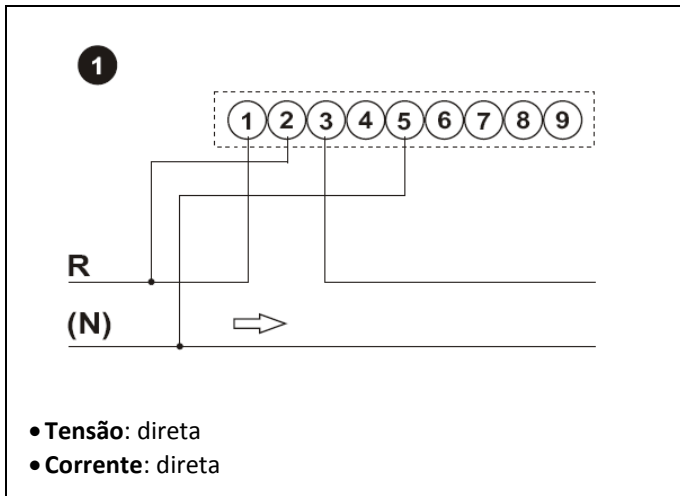 1
1 2 3 4 5 6 7 8 9
R
(N)
• Tensão: direta
• Corrente: direta